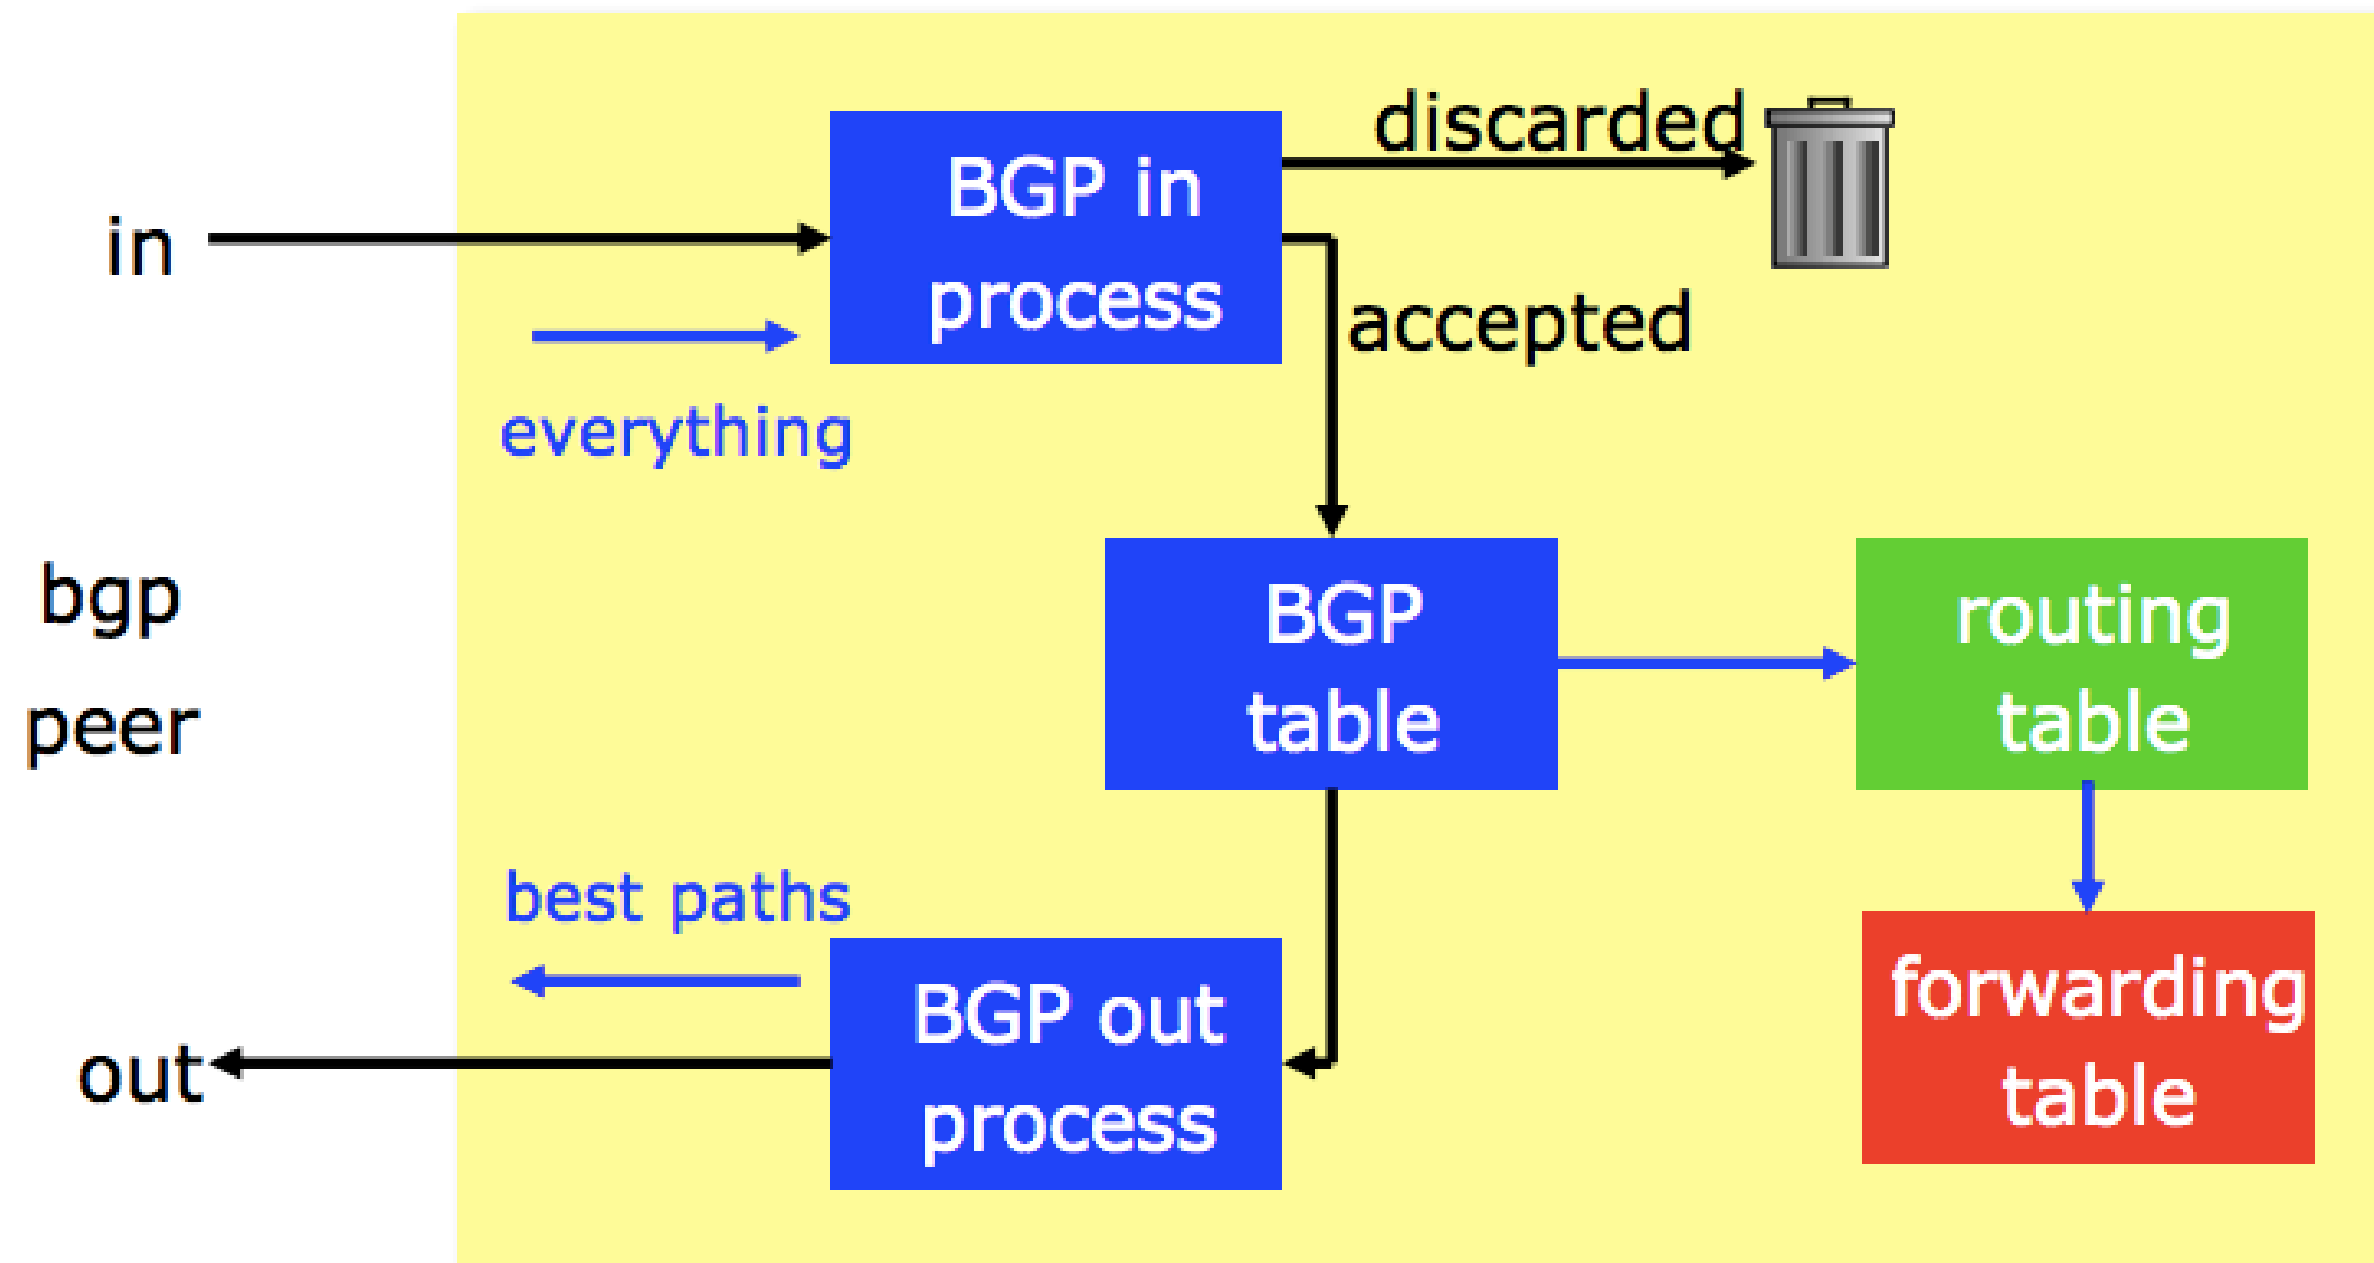 discarded
BGP in
process
in
accepted
everything
bgp
peer
BGP
table
routing
table
best paths
BGP out
process
out
forwarding
table